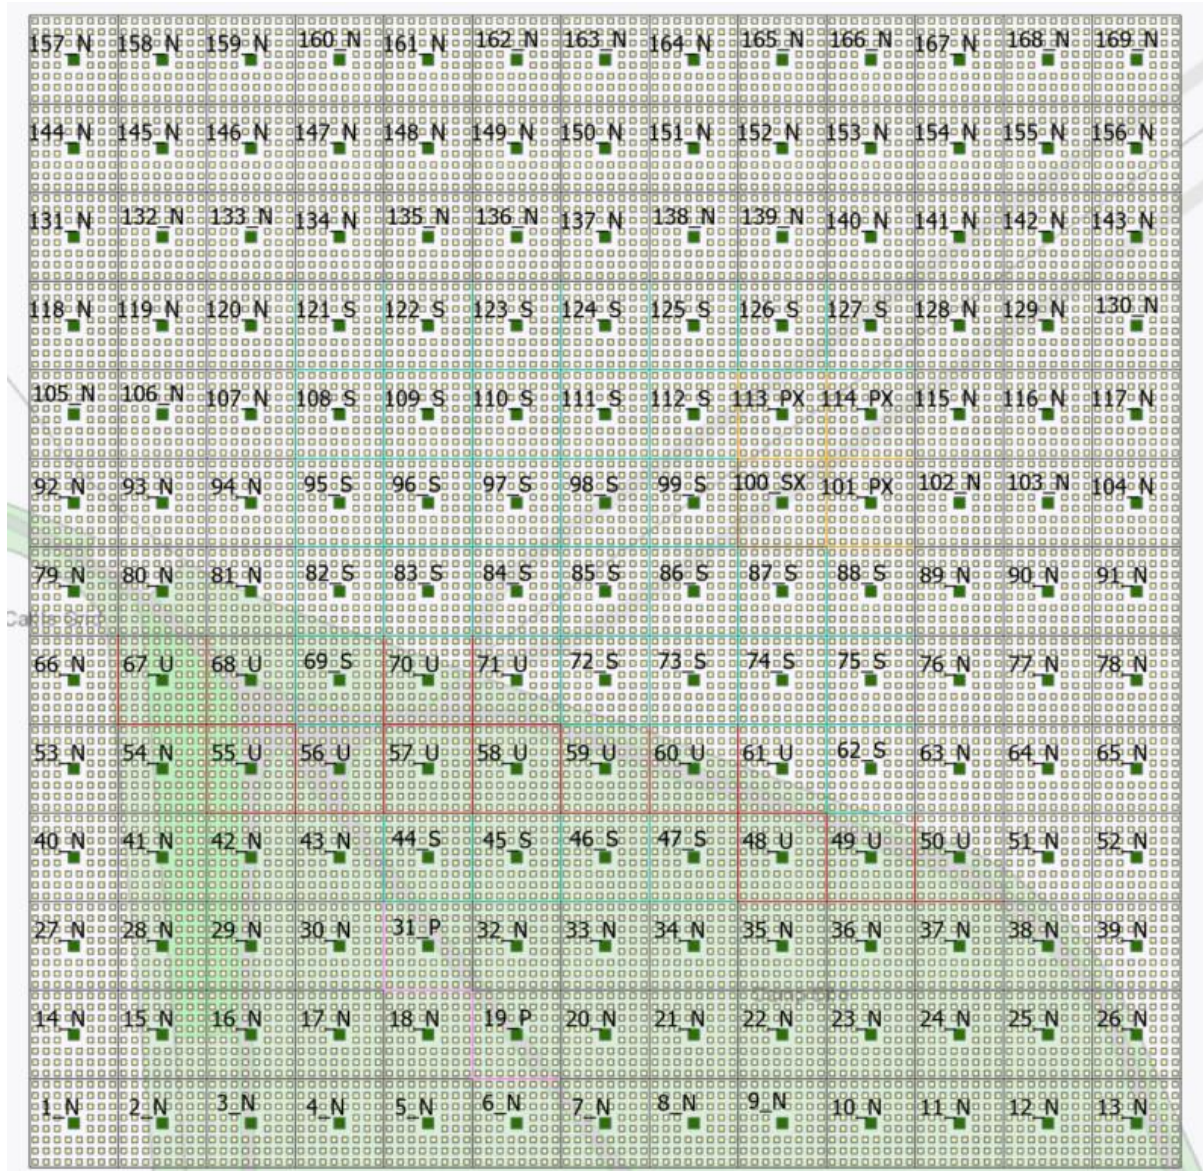 157_N 158_N 159_N 160_N 161_N 162_N 163_N 164_N 165_N 166_N 167_N 168_N 169_N
144_N 145_N 146_N 147_N 148_N 149_N 150_N 151_N 152_N 153_N 154_N 155_N 156_N
131_N 132_N 133_N 134_N 135_N 136_N 137_N 138_N 139_N 140_N 141_N 142_N 143_N
118_N 119_N 120_N 121_S 122_S 123_S 124_S 125_S 126_S 127_S 128_N 129_N 130_N
105_N 106_N 107_N 108_S 109_S 110_S 111_S 112_S 113_PX 114_PX 115_N 116_N 117_N
92_N 93_N 94_N 95_S 96_S 97_S 98_S 99_S 100_SX 101_PX 102_N 103_N 104_N
79_N 80_N 81_N 82_S 83_S 84_S 85_S 86_S 87_S 88_S 89_N 90_N 91_N
Cattle Grid
66_N 67_U 68_U 69_S 70_U 71_U 72_S 73_S 74_S 75_S 76_N 77_N 78_N
53_N 54_N 55_U 56_U 57_U 58_U 59_U 60_U 61_U 62_S 63_N 64_N 65_N
40_N 41_N 42_N 43_N 44_S 45_S 46_S 47_S 48_U 49_U 50_U 51_N 52_N
27_N 28_N 29_N 30_N 31_P 32_N 33_N 34_N 35_N 36_N 37_N 38_N 39_N
14_N 15_N 16_N 17_N 18_N 19_P 20_N 21_N 22_N 23_N 24_N 25_N 26_N
1_N 2_N 3_N 4_N 5_N 6_N 7_N 8_N 9_N 10_N 11_N 12_N 13_N